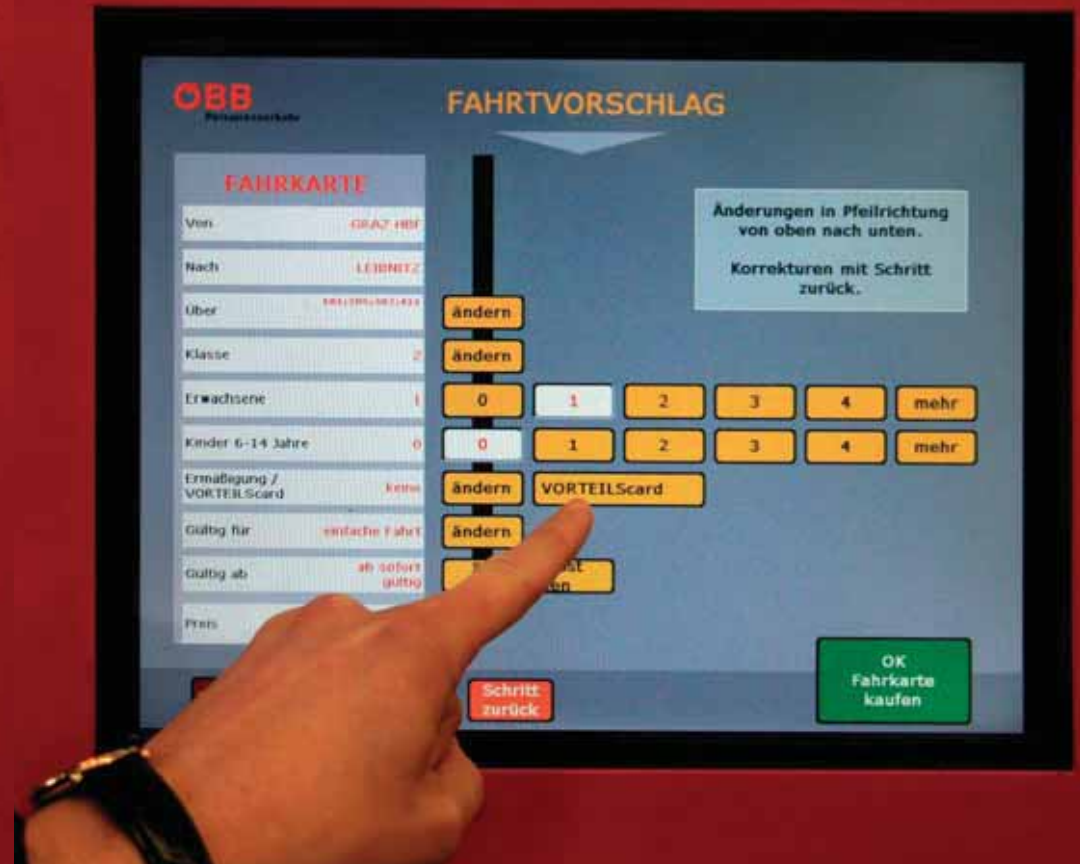 ÖBB
Personenverkehr
FAHRTVORSCHLAG
FAHRKARTE
Von GRAZ HBF
Nach LEIBNITZ
Über
ändern
Klasse 2
ändern
Erwachsene 1
0 1 2 3 4 mehr
Kinder 6-14 Jahre 0
0 1 2 3 4 mehr
Ermäßigung /
VORTEILScard keine
ändern VORTEILScard
Gültig für einfache Fahrt
ändern
Gültig ab ab sofort
gültig
Preis
Änderungen in Pfeilrichtung
von oben nach unten.
Korrekturen mit Schritt
zurück.
Schritt
zurück
OK
Fahrkarte
kaufen